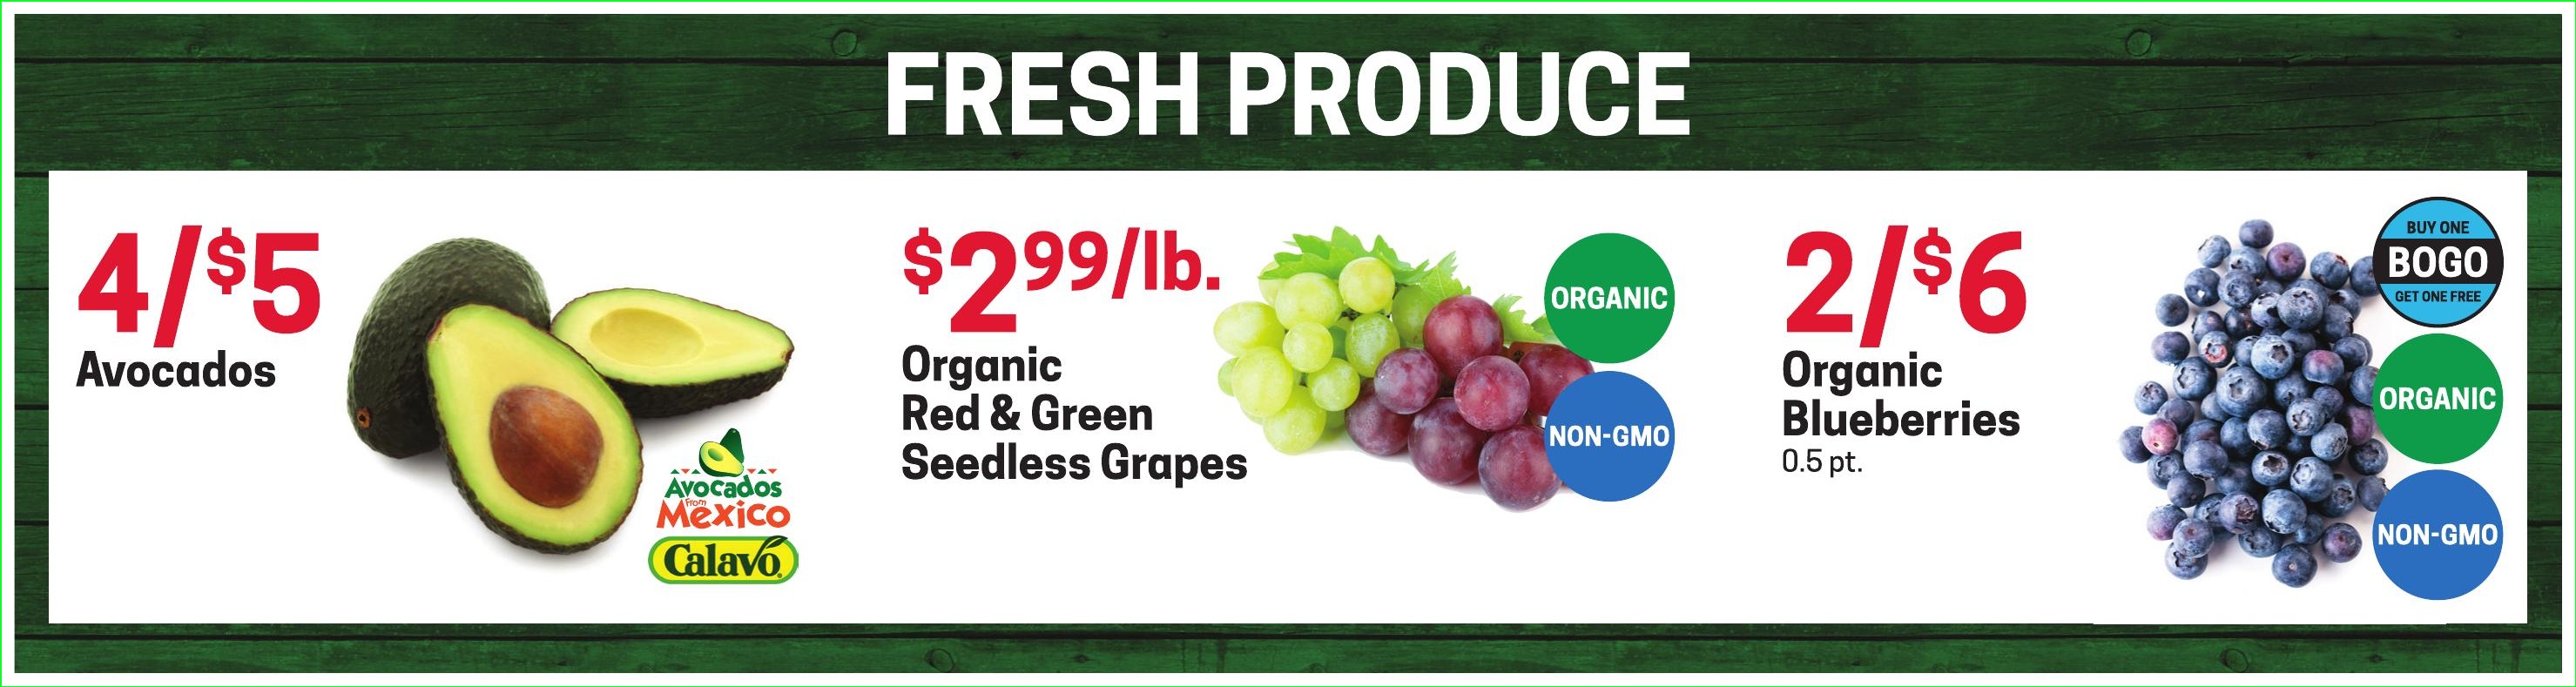 FRESH PRODUCE
4/$5
Avocados
Avocados
From
Mexico
Calavo
$2.99/lb.
Organic
Red & Green
Seedless Grapes
ORGANIC
NON-GMO
2/$6
Organic
Blueberries
0.5 pt.
BUY ONE
BOGO
GET ONE FREE
ORGANIC
NON-GMO